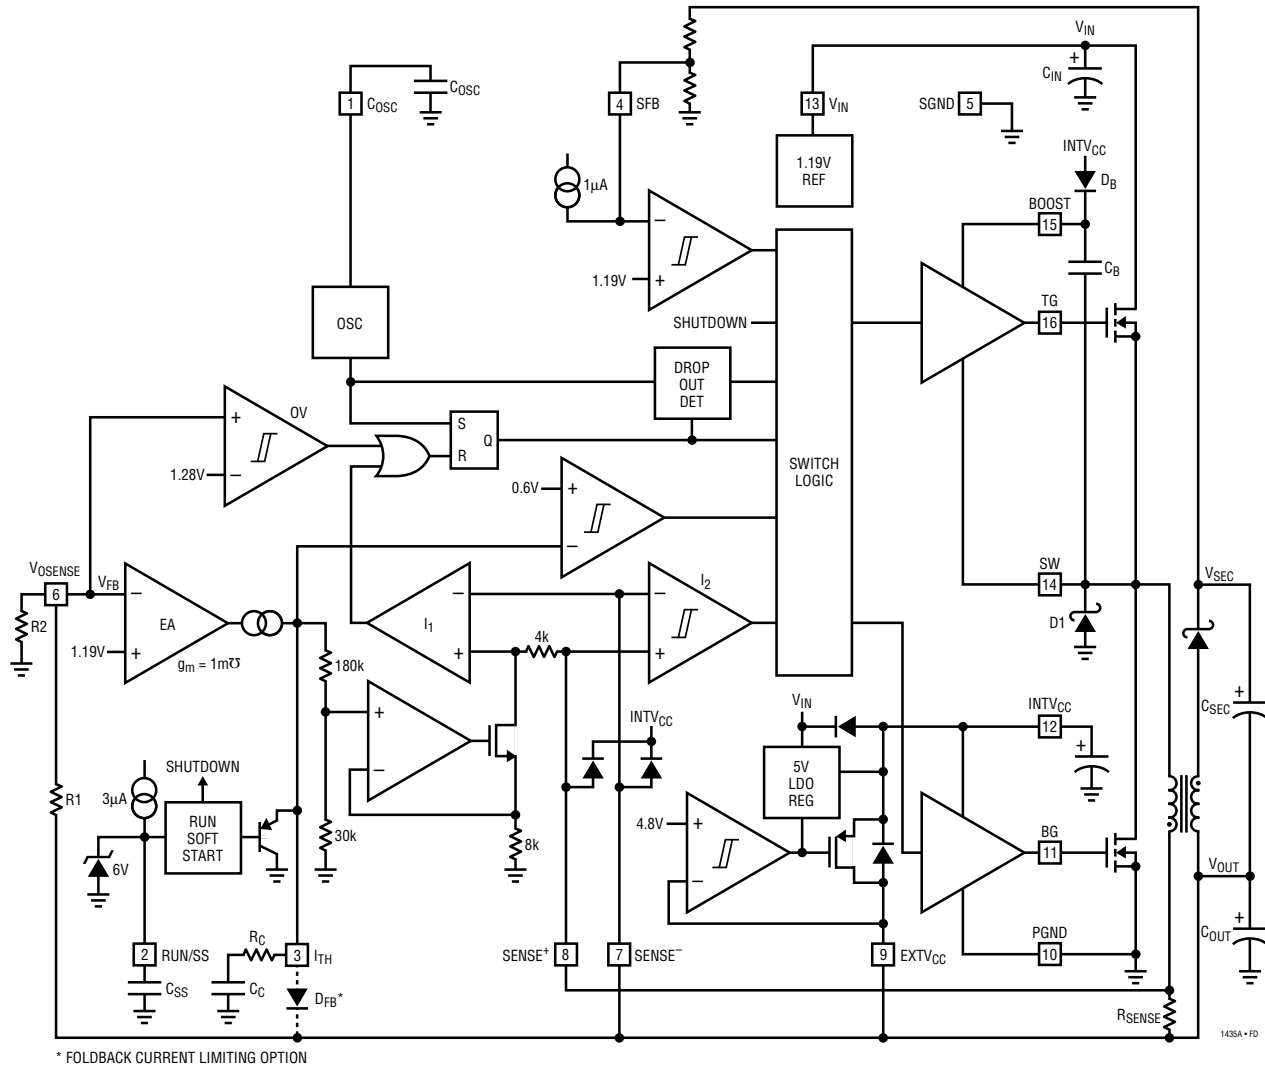 VIN
+
CIN
COSC
1
COSC
4
SFB
13
VIN
SGND
5
1.19V
REF
INTVCC
DB
1µA
BOOST
15
−
1.19V
+
CB
OSC
SHUTDOWN
TG
16
DROP
OUT
DET
+
OV
S
Q
R
1.28V
−
SWITCH
LOGIC
0.6V
+
−
VOSENSE
6
VFB
−
EA
1.19V
+
gm = 1m℧
R2
−
I1
+
4k
−
I2
+
SW
14
D1
VSEC
180k
+
−
INTVCC
VIN
INTVCC
12
+
CSEC
+
5V
LDO
REG
SHUTDOWN
3µA
R1
RUN
SOFT
START
6V
30k
8k
4.8V
+
−
BG
11
VOUT
+
COUT
2
RUN/SS
CSS
RC
CC
3
ITH
DFB*
SENSE+
8
7
SENSE−
9
EXTVCC
PGND
10
RSENSE
1435A • FD
* FOLDBACK CURRENT LIMITING OPTION